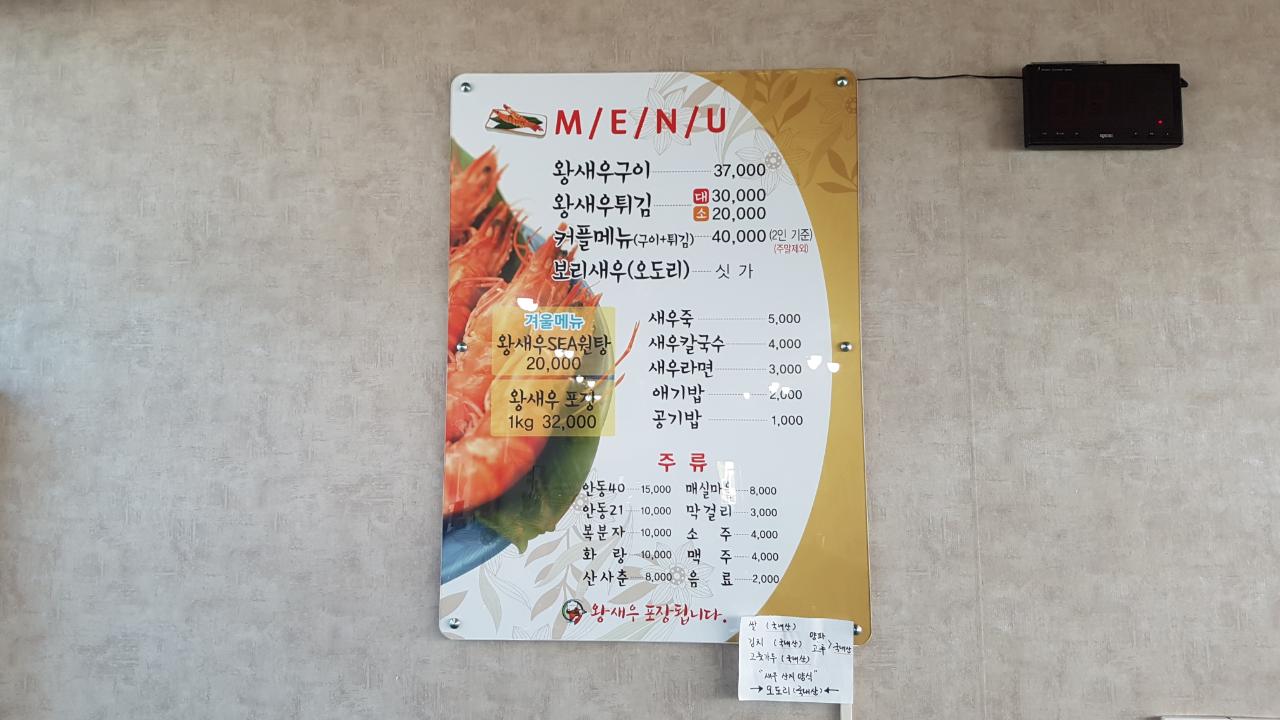 M/E/N/U
왕새우구이 37,000
왕새우튀김 대 30,000
소 20,000
커플메뉴(구이+튀김) 40,000 (2인 기준)
(주말제외)
보리새우(오도리) 싯 가
겨울메뉴
왕새우SEA원탕
20,000
왕새우 포장
1kg 32,000
새우죽 5,000
새우칼국수 4,000
새우라면 3,000
애기밥 2,000
공기밥 1,000
주 류
안동40 15,000
안동21 10,000
복분자 10,000
화 랑 10,000
산사춘 8,000
매실마을 8,000
막걸리 3,000
소 주 4,000
맥 주 4,000
음 료 2,000
왕새우 포장됩니다.
쌀 (국내산)
김치 (국내산)
고춧가루 (국내산)
양파
고추 > 국내산
"새우 산지 양식"
→ 오도리(국내산) ←